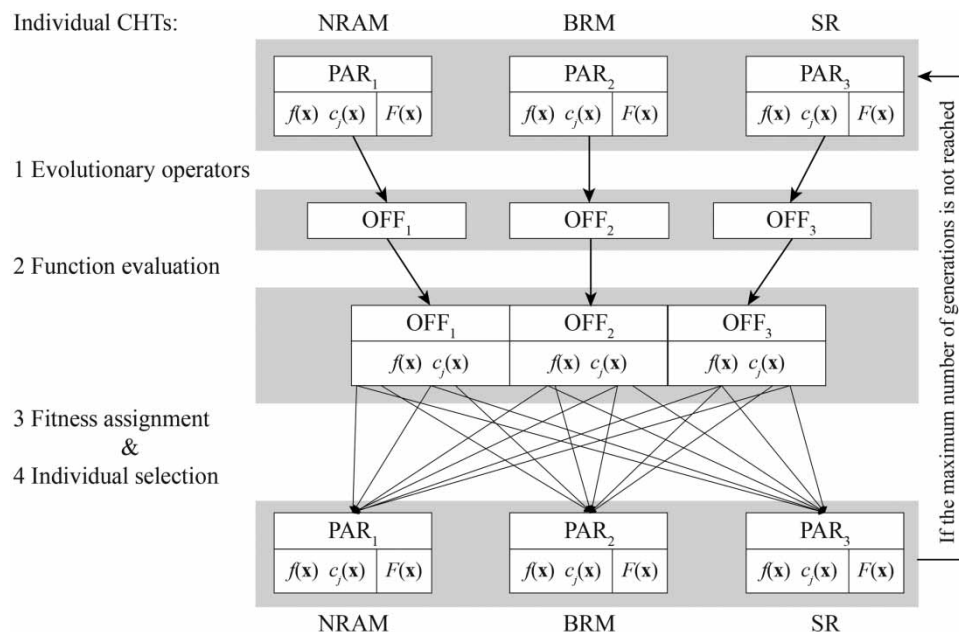 Individual CHTs: NRAM BRM SR
PAR₁ PAR₂ PAR₃
f(x) cⱼ(x) F(x) f(x) cⱼ(x) F(x) f(x) cⱼ(x) F(x)
1 Evolutionary operators
OFF₁ OFF₂ OFF₃
2 Function evaluation
OFF₁ OFF₂ OFF₃
f(x) cⱼ(x) f(x) cⱼ(x) f(x) cⱼ(x)
3 Fitness assignment
&
4 Individual selection
PAR₁ PAR₂ PAR₃
f(x) cⱼ(x) F(x) f(x) cⱼ(x) F(x) f(x) cⱼ(x) F(x)
NRAM BRM SR
If the maximum number of generations is not reached